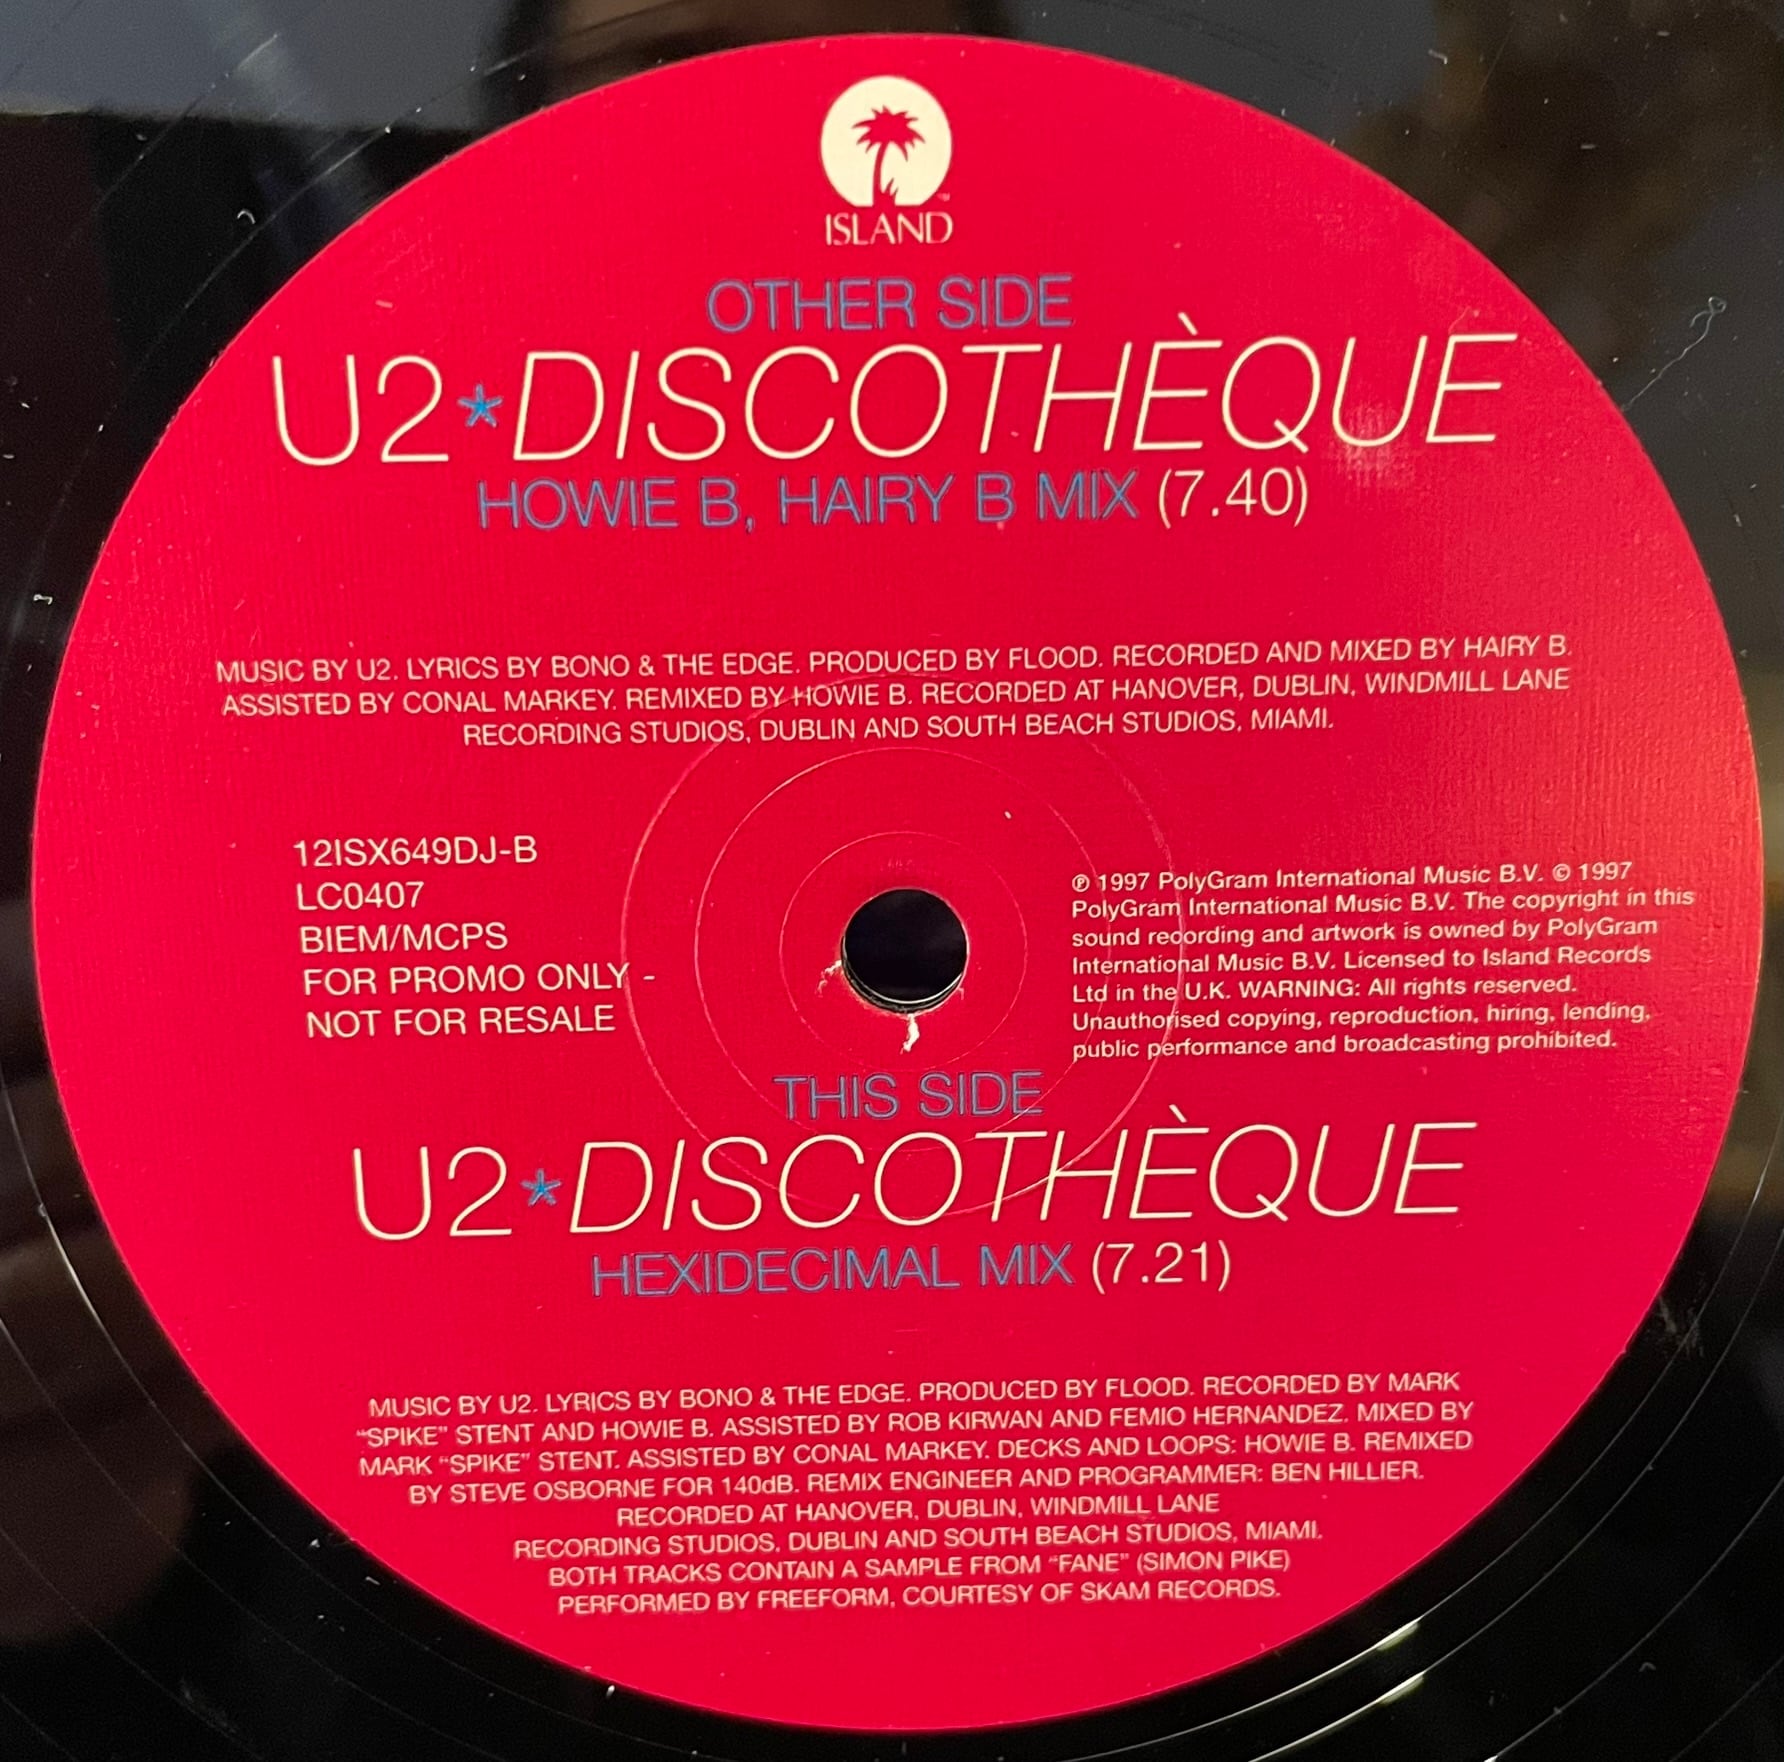 ISLAND
OTHER SIDE
U2*DISCOTHÈQUE
HOWIE B, HAIRY B MIX (7.40)
MUSIC BY U2. LYRICS BY BONO & THE EDGE. PRODUCED BY FLOOD. RECORDED AND MIXED BY HAIRY B.
ASSISTED BY CONAL MARKEY. REMIXED BY HOWIE B. RECORDED AT HANOVER, DUBLIN, WINDMILL LANE
RECORDING STUDIOS, DUBLIN AND SOUTH BEACH STUDIOS, MIAMI.
12ISX649DJ-B
LC0407
BIEM/MCPS
FOR PROMO ONLY -
NOT FOR RESALE
℗ 1997 PolyGram International Music B.V. © 1997
PolyGram International Music B.V. The copyright in this
sound recording and artwork is owned by PolyGram
International Music B.V. Licensed to Island Records
Ltd in the U.K. WARNING: All rights reserved.
Unauthorised copying, reproduction, hiring, lending,
public performance and broadcasting prohibited.
THIS SIDE
U2*DISCOTHÈQUE
HEXIDECIMAL MIX (7.21)
MUSIC BY U2. LYRICS BY BONO & THE EDGE. PRODUCED BY FLOOD. RECORDED BY MARK
“SPIKE” STENT AND HOWIE B. ASSISTED BY ROB KIRWAN AND FEMIO HERNANDEZ. MIXED BY
MARK “SPIKE” STENT. ASSISTED BY CONAL MARKEY. DECKS AND LOOPS: HOWIE B. REMIXED
BY STEVE OSBORNE FOR 140dB. REMIX ENGINEER AND PROGRAMMER: BEN HILLIER.
RECORDED AT HANOVER, DUBLIN, WINDMILL LANE
RECORDING STUDIOS, DUBLIN AND SOUTH BEACH STUDIOS, MIAMI.
BOTH TRACKS CONTAIN A SAMPLE FROM “FANE” (SIMON PIKE)
PERFORMED BY FREEFORM, COURTESY OF SKAM RECORDS.